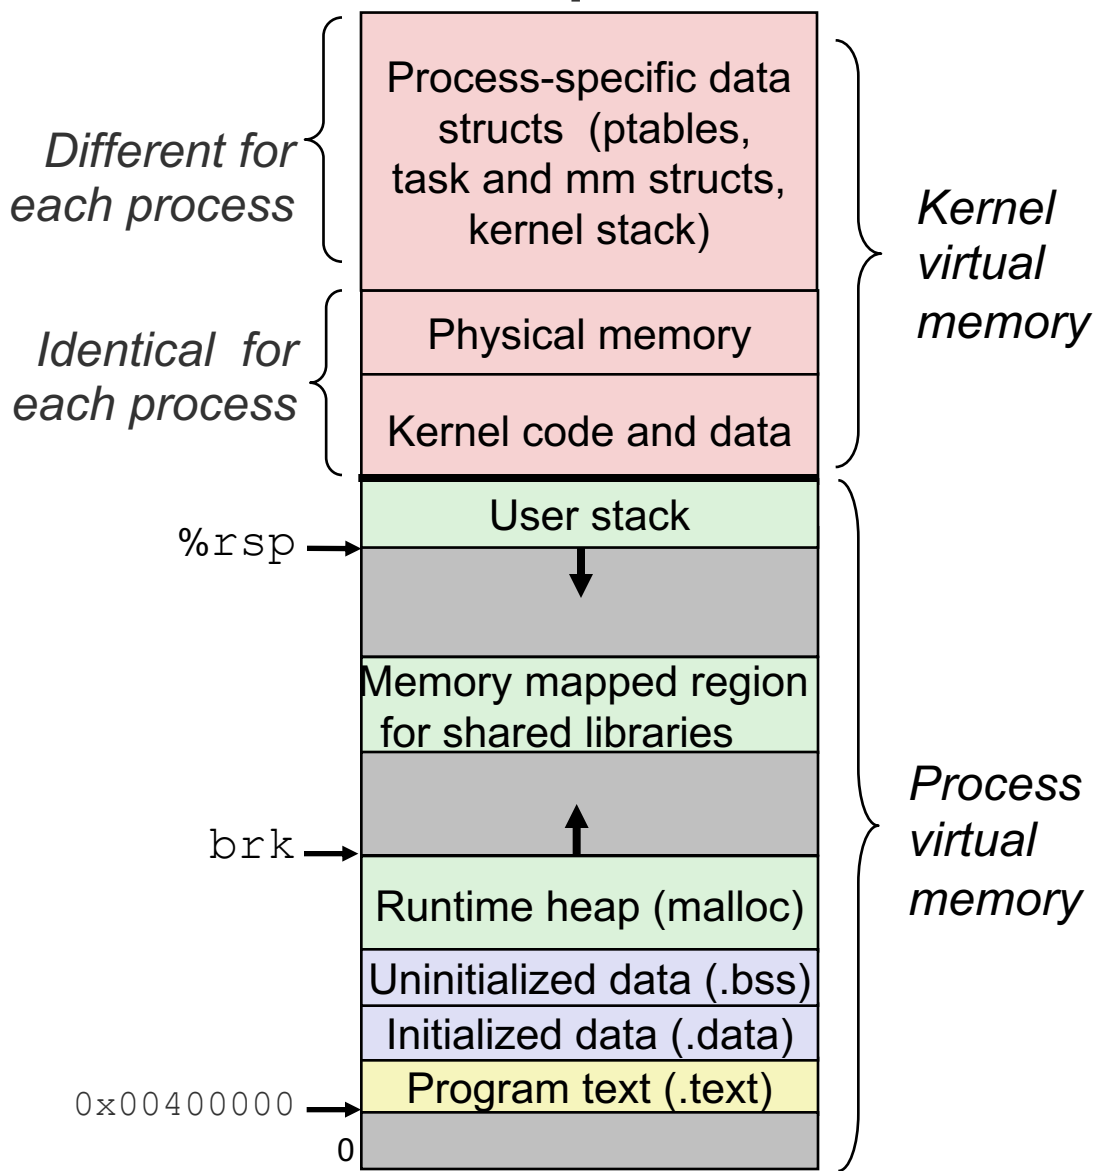 Process-specific data
structs (ptables,
task and mm structs,
kernel stack)
Different for
each process
Kernel
virtual
memory
Physical memory
Identical for
each process
Kernel code and data
User stack
%rsp
Memory mapped region
for shared libraries
Process
virtual
memory
brk
Runtime heap (malloc)
Uninitialized data (.bss)
Initialized data (.data)
Program text (.text)
0x00400000
0